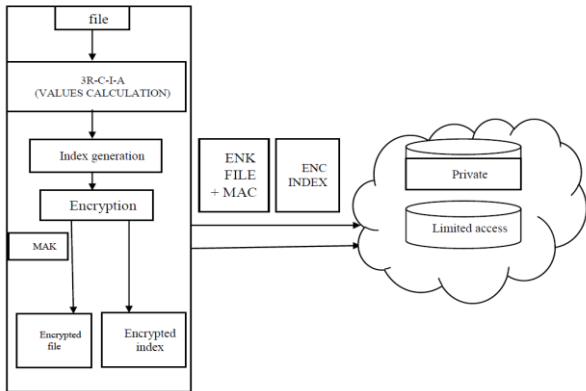 file
3R-C-I-A
(VALUES CALCULATION)
Index generation
Encryption
MAK
Encrypted
file
Encrypted
index
ENK
FILE
+ MAC
ENC
INDEX
Private
Limited access